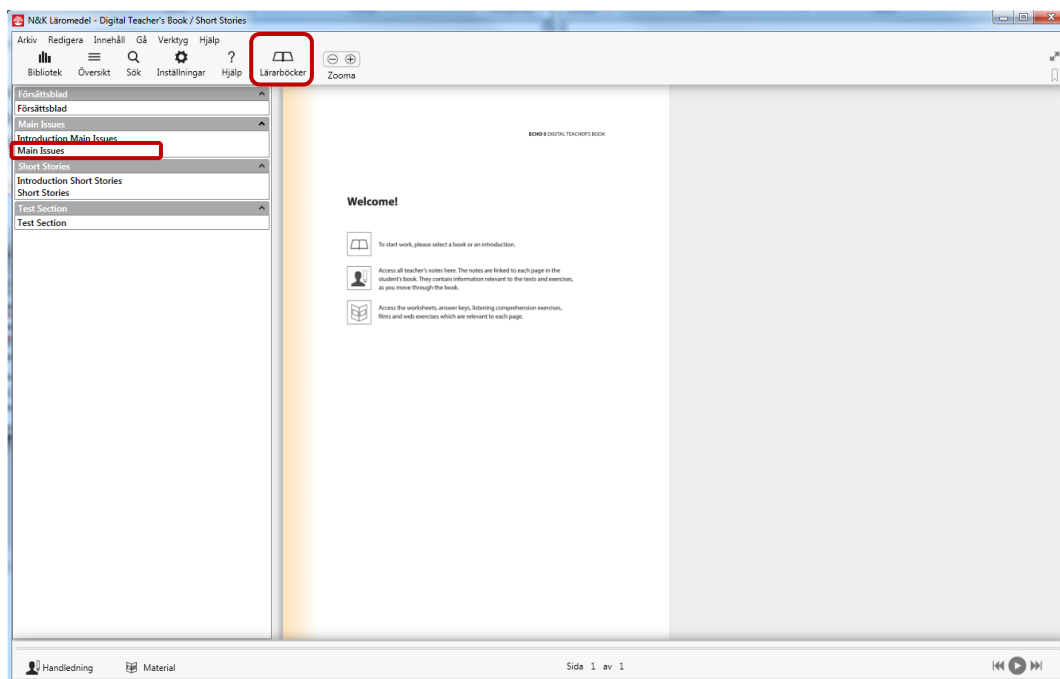 N&K Läromedel - Digital Teacher's Book / Short Stories
Arkiv Redigera Innehåll Gå Verktyg Hjälp
Bibliotek Översikt Sök Inställningar Hjälp Lärarböcker Zooma
Försättsblad
Försättsblad
Main Issues
Introduction Main Issues
Main Issues
Short Stories
Introduction Short Stories
Short Stories
Test Section
Test Section
ECHO 3 DIGITAL TEACHER'S BOOK
Welcome!
To start work, please select a book or an introduction.
Access all teacher's notes here. The notes are linked to each page in the
student's book. They contain information relevant to the texts and exercises,
as you move through the book.
Access the worksheets, answer keys, listening comprehension exercises,
films and web exercises which are relevant to each page.
Handledning Material Sida 1 av 1